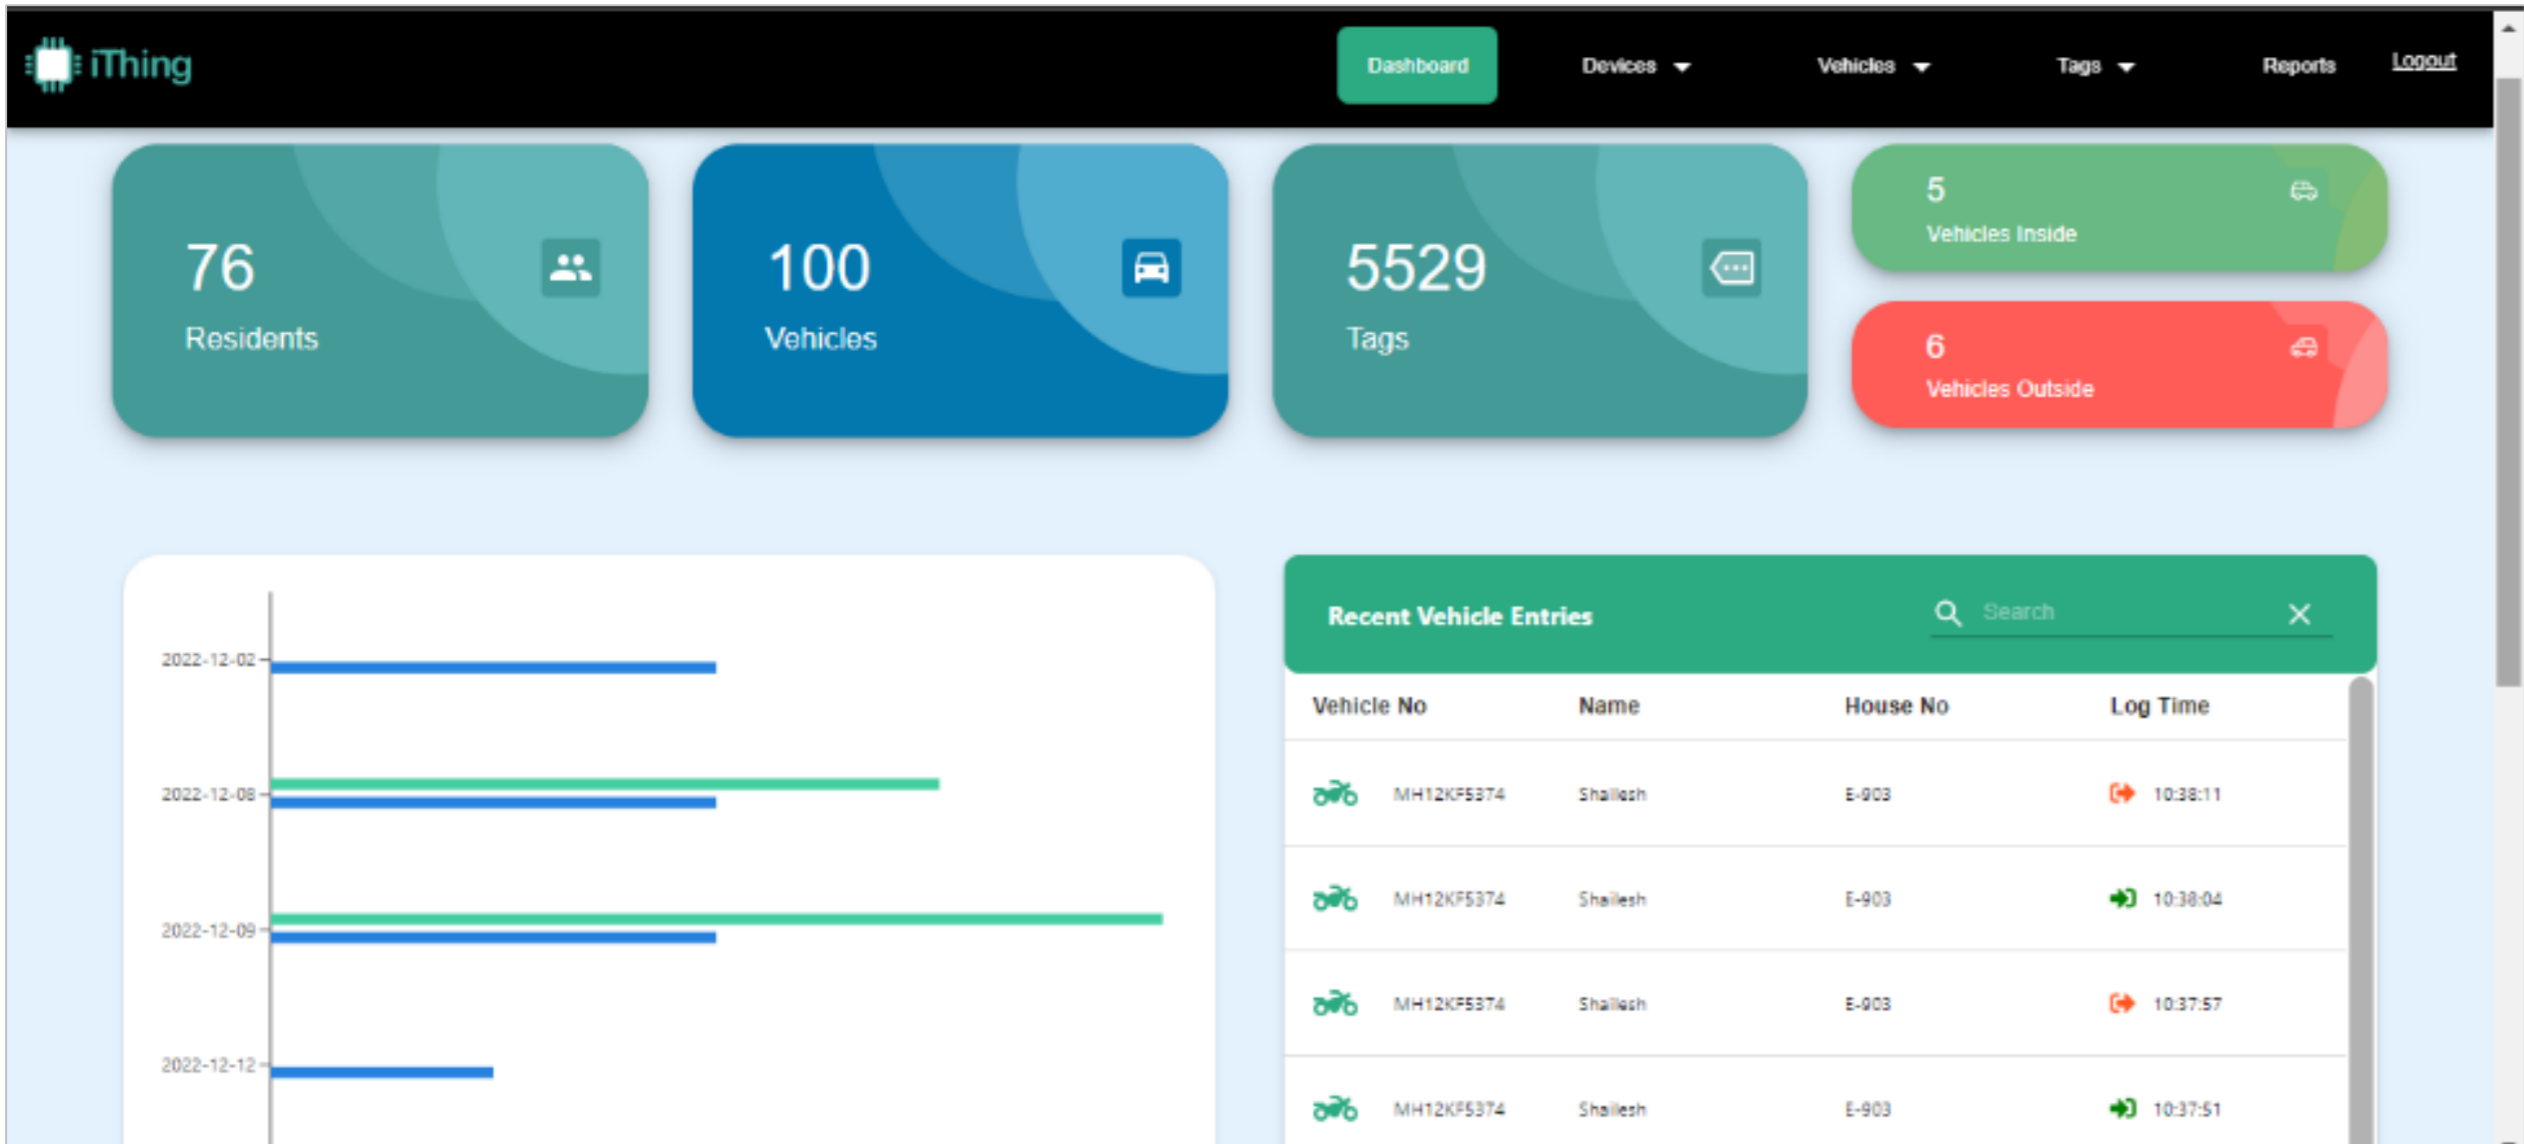 iThing
Dashboard Devices Vehicles Tags Reports Logout
76
Residents
100
Vehicles
5529
Tags
5
Vehicles Inside
6
Vehicles Outside
2022-12-02
2022-12-08
2022-12-09
2022-12-12
Recent Vehicle Entries Search
Vehicle No Name House No Log Time
MH12KF5374 Shailesh E-903 10:38:11
MH12KF5374 Shailesh E-903 10:38:04
MH12KF5374 Shailesh E-903 10:37:57
MH12KF5374 Shailesh E-903 10:37:51